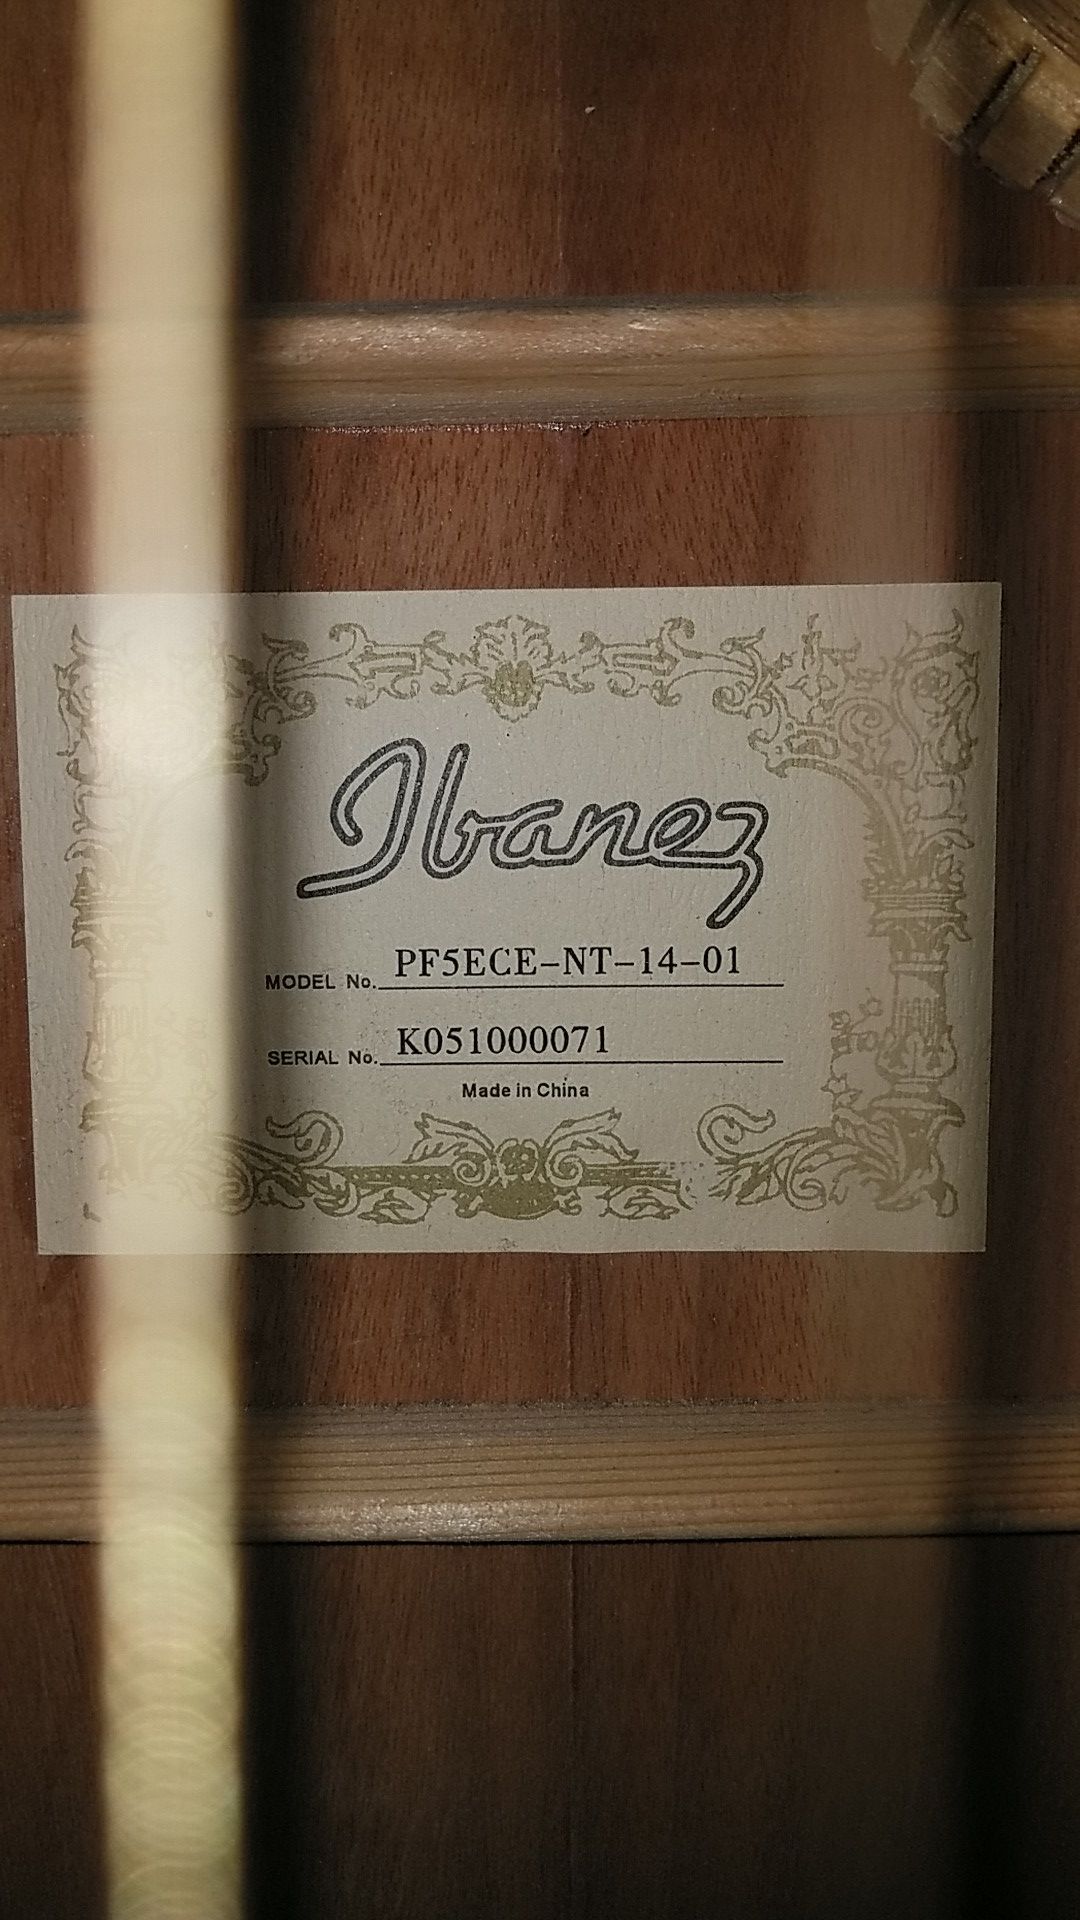 Ibanez
MODEL No. PF5ECE-NT-14-01
SERIAL No. K051000071
Made in China